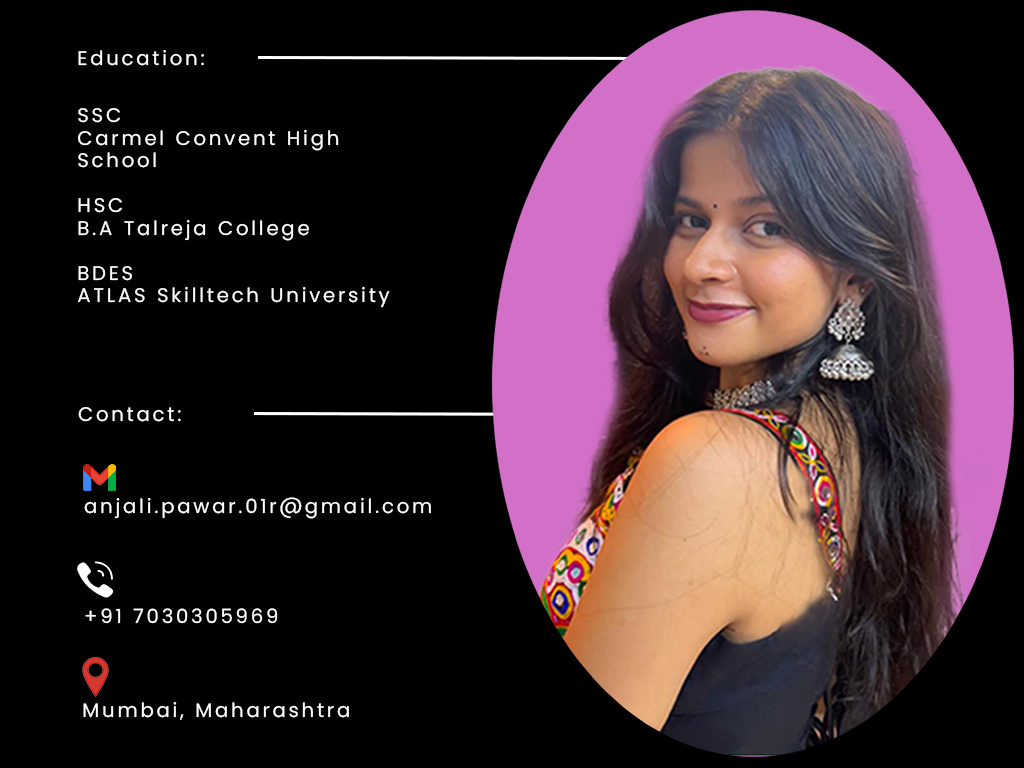 Education:
SSC
Carmel Convent High
School
HSC
B.A Talreja College
BDES
ATLAS Skilltech University
Contact:
anjali.pawar.01r@gmail.com
+91 7030305969
Mumbai, Maharashtra